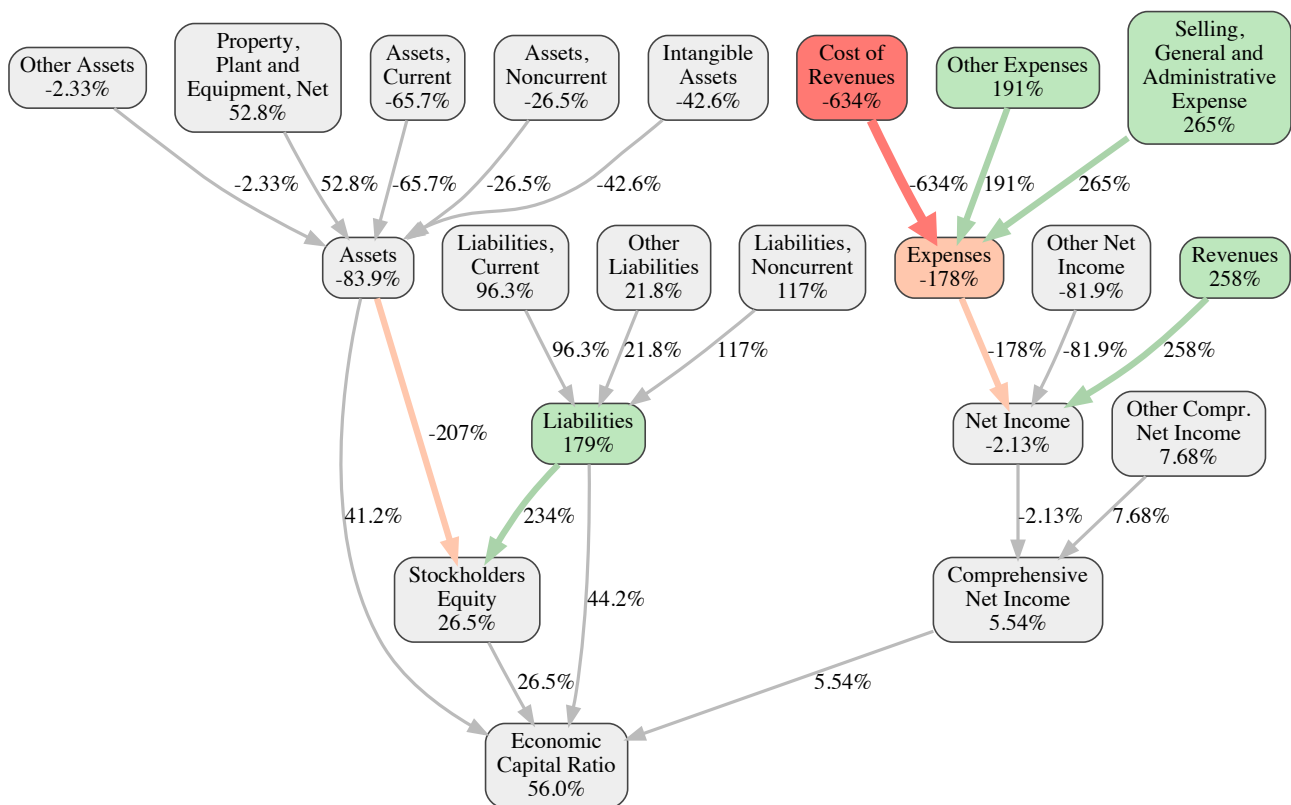 Other Assets
-2.33%
Property,
Plant and
Equipment, Net
52.8%
Assets,
Current
-65.7%
Assets,
Noncurrent
-26.5%
Intangible
Assets
-42.6%
Cost of
Revenues
-634%
Other Expenses
191%
Selling,
General and
Administrative
Expense
265%
-2.33%
52.8%
-65.7%
-26.5%
-42.6%
-634%
191%
265%
Assets
-83.9%
Liabilities,
Current
96.3%
Other
Liabilities
21.8%
Liabilities,
Noncurrent
117%
Expenses
-178%
Other Net
Income
-81.9%
Revenues
258%
96.3%
21.8%
117%
-178%
-81.9%
258%
-207%
Liabilities
179%
Net Income
-2.13%
Other Compr.
Net Income
7.68%
41.2%
234%
-2.13%
7.68%
Stockholders
Equity
26.5%
44.2%
Comprehensive
Net Income
5.54%
26.5%
5.54%
Economic
Capital Ratio
56.0%